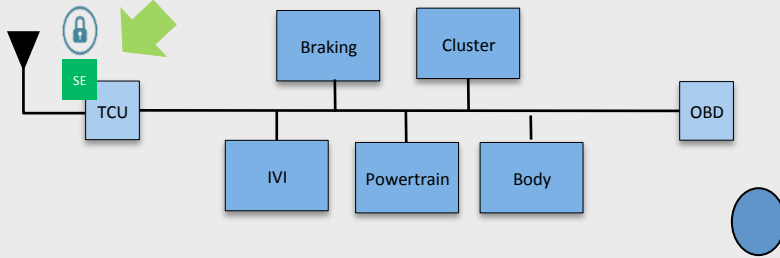 Braking
Cluster
SE
TCU
OBD
IVI
Powertrain
Body